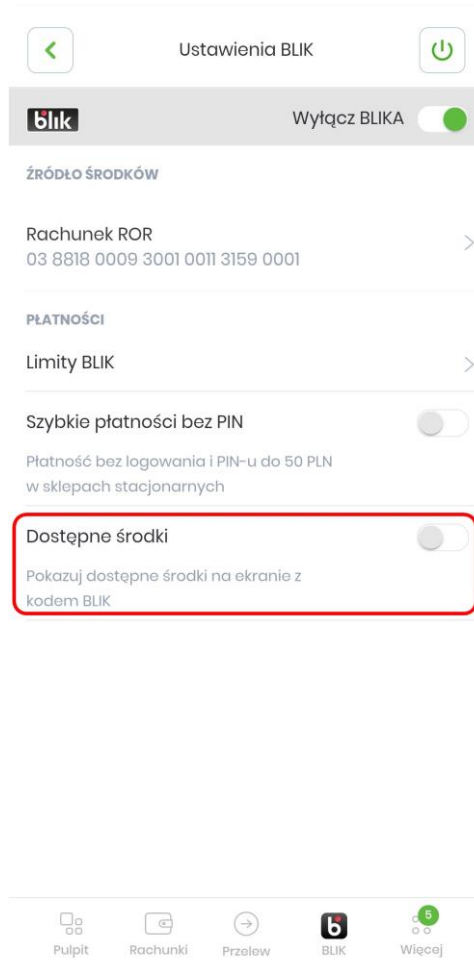 Ustawienia BLIK
blik
Wyłącz BLIKA
ŹRÓDŁO ŚRODKÓW
Rachunek ROR
03 8818 0009 3001 0011 3159 0001
PŁATNOŚCI
Limity BLIK
Szybkie płatności bez PIN
Płatność bez logowania i PIN-u do 50 PLN
w sklepach stacjonarnych
Dostępne środki
Pokazuj dostępne środki na ekranie z
kodem BLIK
5
Pulpit
Rachunki
Przelew
BLIK
Więcej